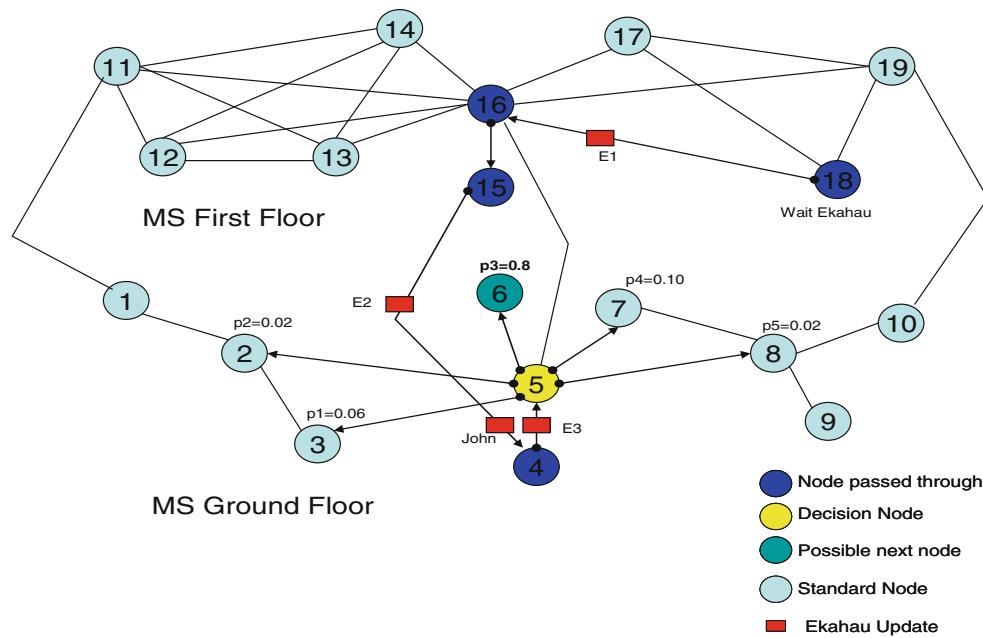 14
17
11
19
16
12
13
E1
15
18
MS First Floor
Wait Ekahau
p3=0.8
p4=0.10
6
7
1
E2
p2=0.02
p5=0.02
10
2
8
5
p1=0.06
3
9
John
E3
4
MS Ground Floor
Node passed through
Decision Node
Possible next node
Standard Node
Ekahau Update